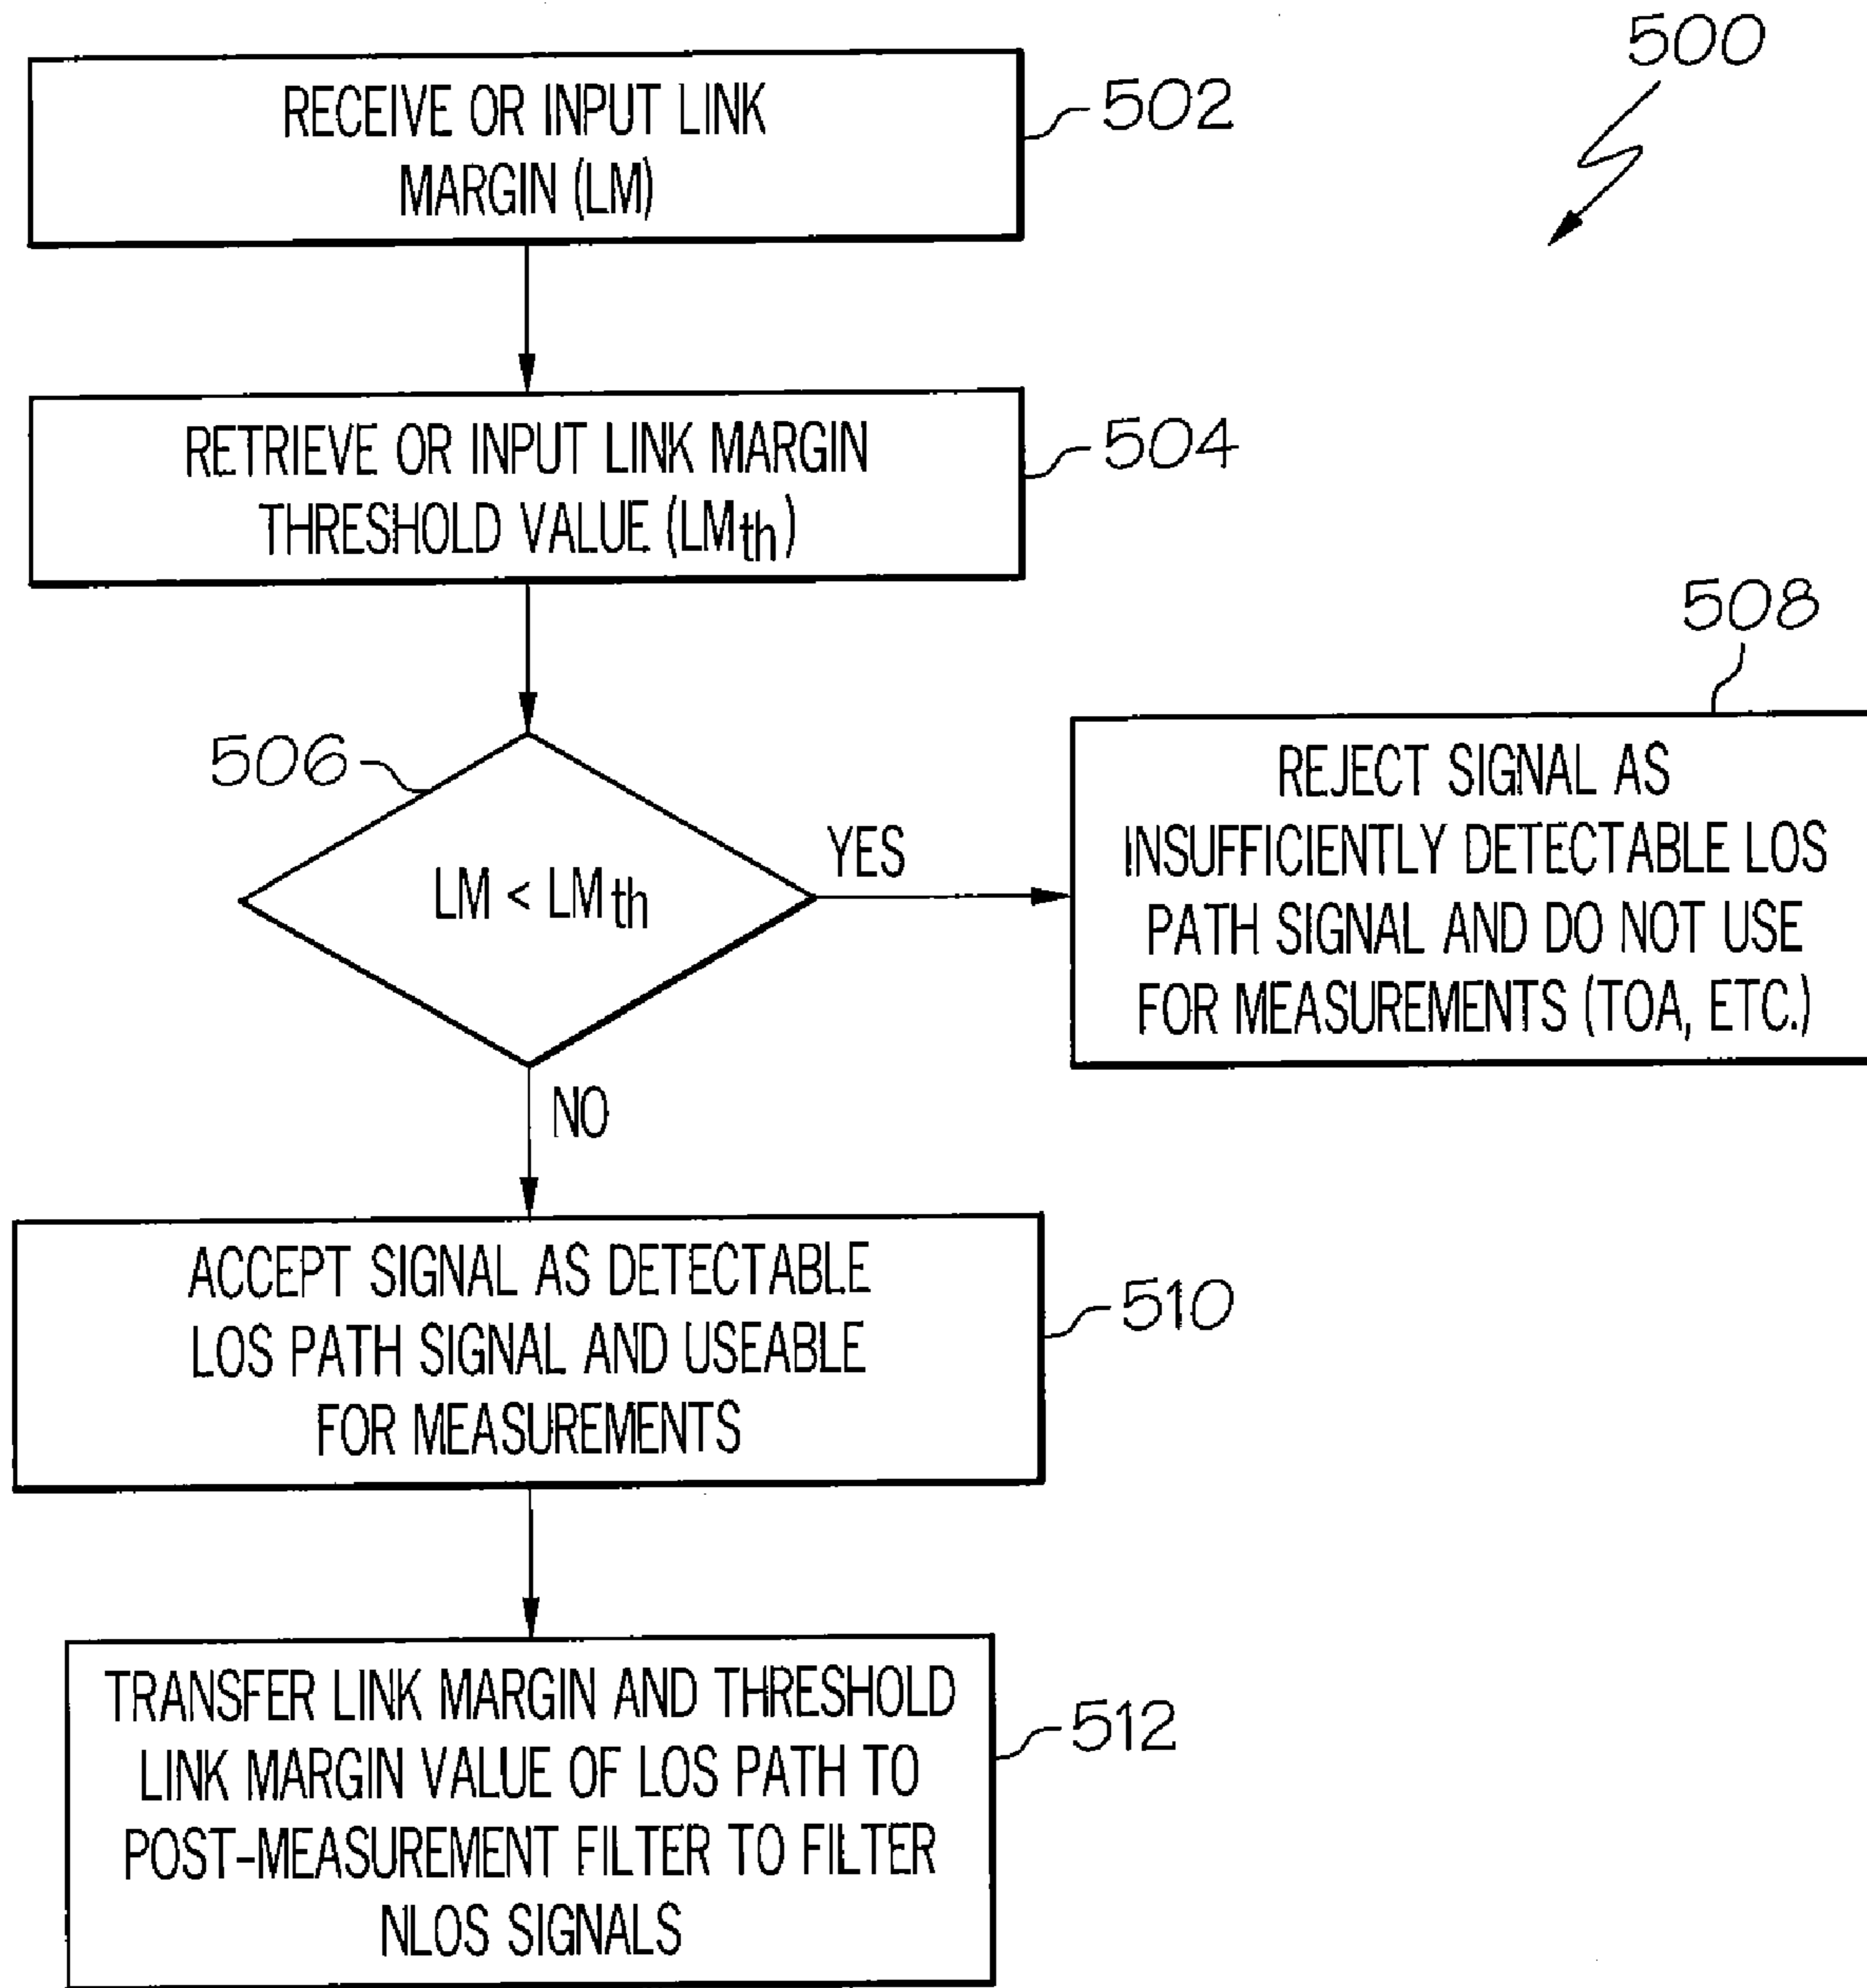 500
RECEIVE OR INPUT LINK
MARGIN (LM)
502
RETRIEVE OR INPUT LINK MARGIN
THRESHOLD VALUE (LMth)
504
506
LM < LMth
YES
508
REJECT SIGNAL AS
INSUFFICIENTLY DETECTABLE LOS
PATH SIGNAL AND DO NOT USE
FOR MEASUREMENTS (TOA, ETC.)
NO
ACCEPT SIGNAL AS DETECTABLE
LOS PATH SIGNAL AND USEABLE
FOR MEASUREMENTS
510
TRANSFER LINK MARGIN AND THRESHOLD
LINK MARGIN VALUE OF LOS PATH TO
POST-MEASUREMENT FILTER TO FILTER
NLOS SIGNALS
512